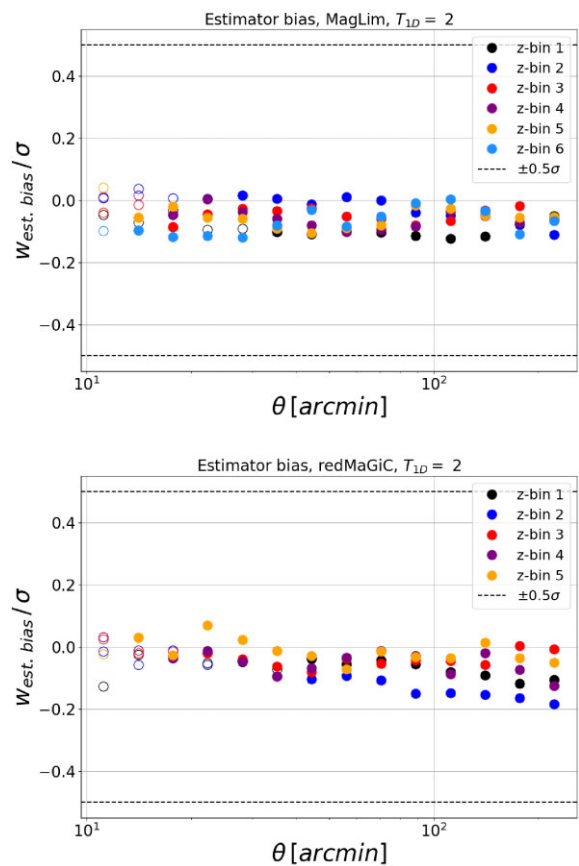 Estimator bias, MagLim, T₁D = 2
w_est. bias / σ
0.4
0.2
0.0
−0.2
−0.4
z-bin 1
z-bin 2
z-bin 3
z-bin 4
z-bin 5
z-bin 6
±0.5σ
10¹ 10²
θ [arcmin]
Estimator bias, redMaGiC, T₁D = 2
w_est. bias / σ
0.4
0.2
0.0
−0.2
−0.4
z-bin 1
z-bin 2
z-bin 3
z-bin 4
z-bin 5
±0.5σ
10¹ 10²
θ [arcmin]